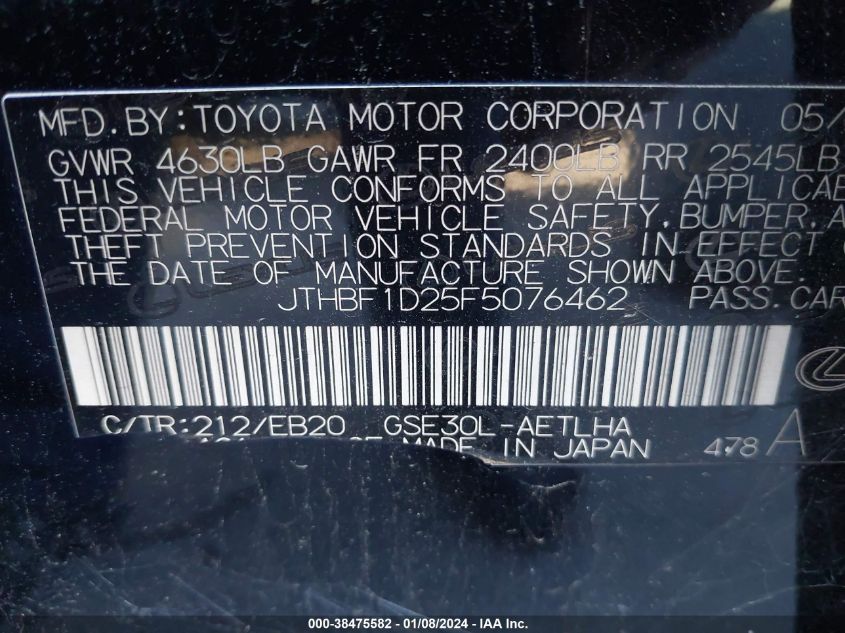 MFD.BY:TOYOTA MOTOR CORPORATION 05/
GVWR 4630LB GAWR FR 2400LB RR 2545LB
THIS VEHICLE CONFORMS TO ALL APPLICAB
FEDERAL MOTOR VEHICLE SAFETY,BUMPER,A
THEFT PREVENTION STANDARDS IN EFFECT
THE DATE OF MANUFACTURE SHOWN ABOVE.
JTHBF1D25F5076462 PASS.CAR
C/TR:212/EB20 GSE30L-AETLHA
MADE IN JAPAN 478 A
000-38475582 - 01/08/2024 - IAA Inc.